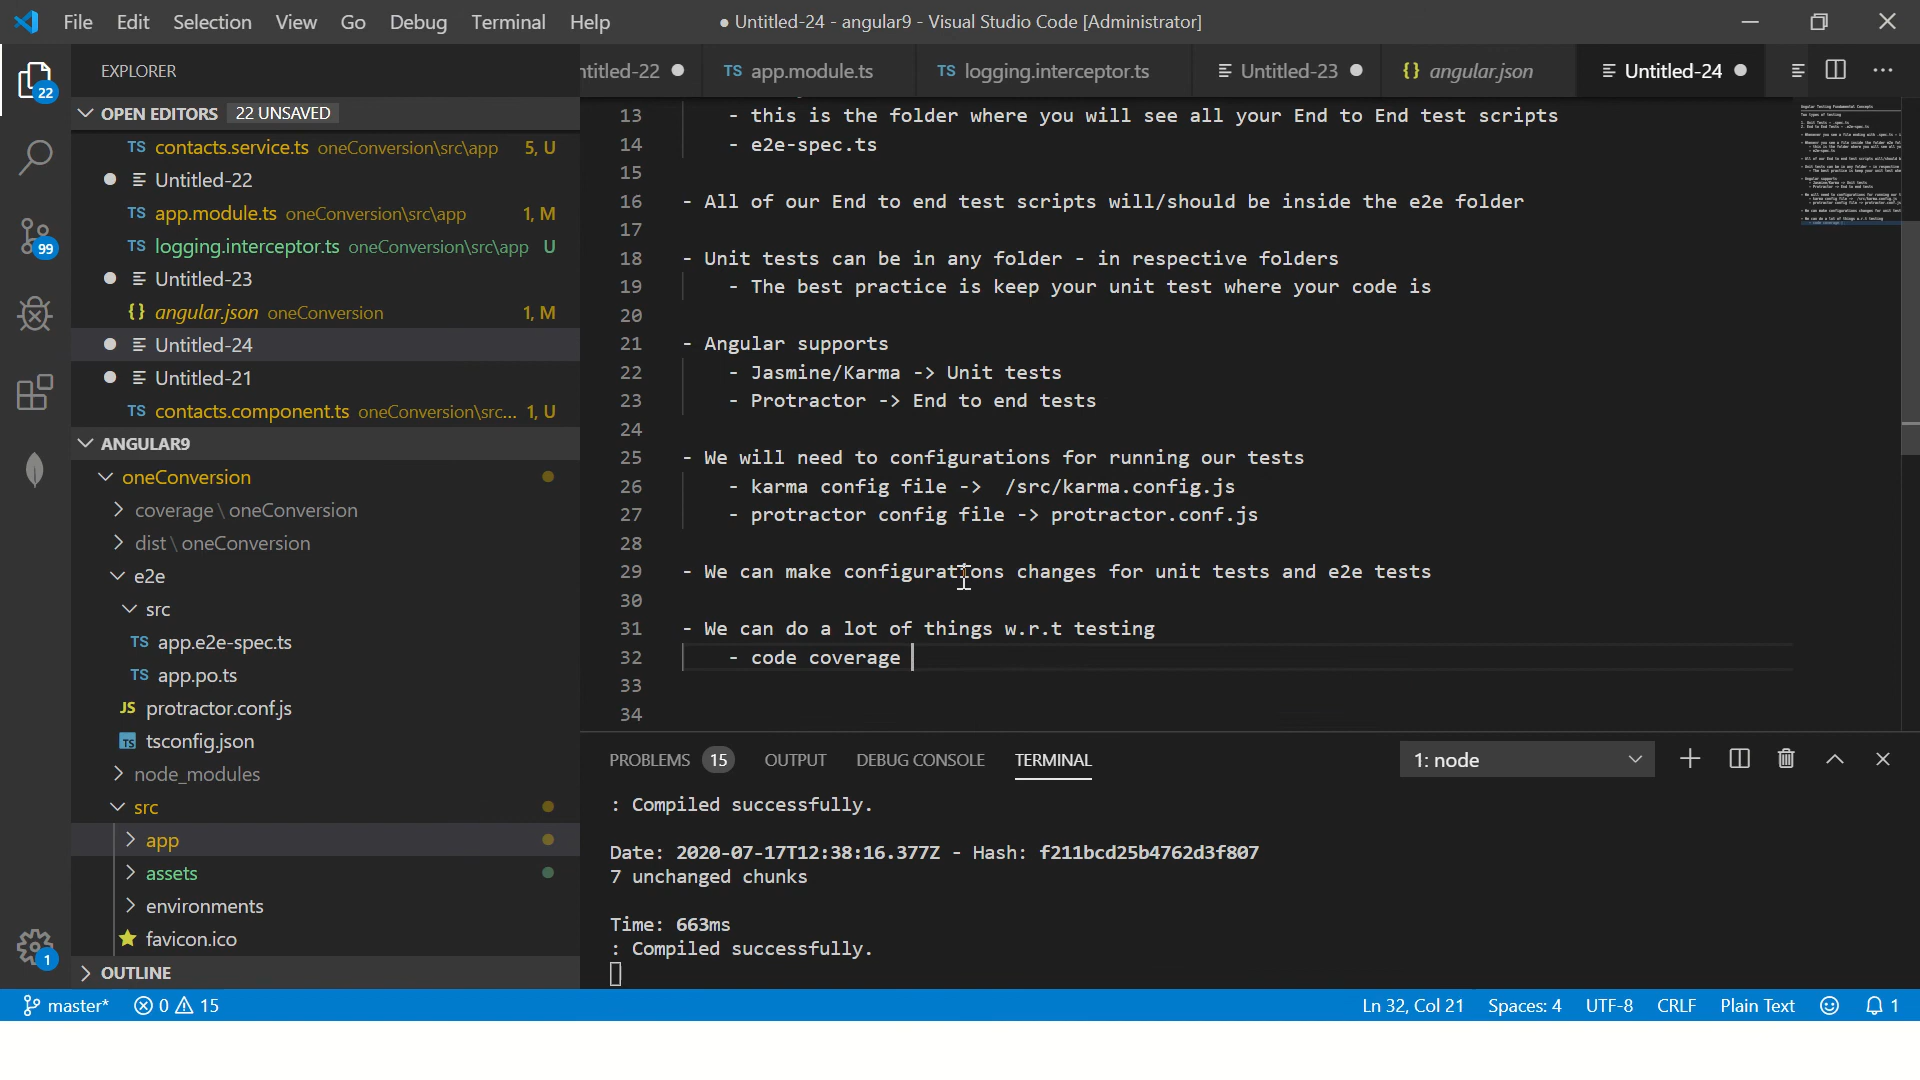 File Edit Selection View Go Debug Terminal Help
● Untitled-24 - angular9 - Visual Studio Code [Administrator]
22
99
1
EXPLORER
OPEN EDITORS 22 UNSAVED
TS contacts.service.ts oneConversion\src\app 5, U
Untitled-22
TS app.module.ts oneConversion\src\app 1, M
TS logging.interceptor.ts oneConversion\src\app U
Untitled-23
{} angular.json oneConversion 1, M
Untitled-24
Untitled-21
TS contacts.component.ts oneConversion\src... 1, U
ANGULAR9
oneConversion
coverage \ oneConversion
dist \ oneConversion
e2e
src
TS app.e2e-spec.ts
TS app.po.ts
JS protractor.conf.js
TS tsconfig.json
node_modules
src
app
assets
environments
favicon.ico
OUTLINE
ntitled-22 TS app.module.ts TS logging.interceptor.ts Untitled-23 {} angular.json Untitled-24
13 - this is the folder where you will see all your End to End test scripts
14 - e2e-spec.ts
15
16 - All of our End to end test scripts will/should be inside the e2e folder
17
18 - Unit tests can be in any folder - in respective folders
19 - The best practice is keep your unit test where your code is
20
21 - Angular supports
22 - Jasmine/Karma -> Unit tests
23 - Protractor -> End to end tests
24
25 - We will need to configurations for running our tests
26 - karma config file -> /src/karma.config.js
27 - protractor config file -> protractor.conf.js
28
29 - We can make configurations changes for unit tests and e2e tests
30
31 - We can do a lot of things w.r.t testing
32 - code coverage
33
34
PROBLEMS 15 OUTPUT DEBUG CONSOLE TERMINAL 1: node
: Compiled successfully.
Date: 2020-07-17T12:38:16.377Z - Hash: f211bcd25b4762d3f807
7 unchanged chunks
Time: 663ms
: Compiled successfully.
master* 0 15 Ln 32, Col 21 Spaces: 4 UTF-8 CRLF Plain Text 1